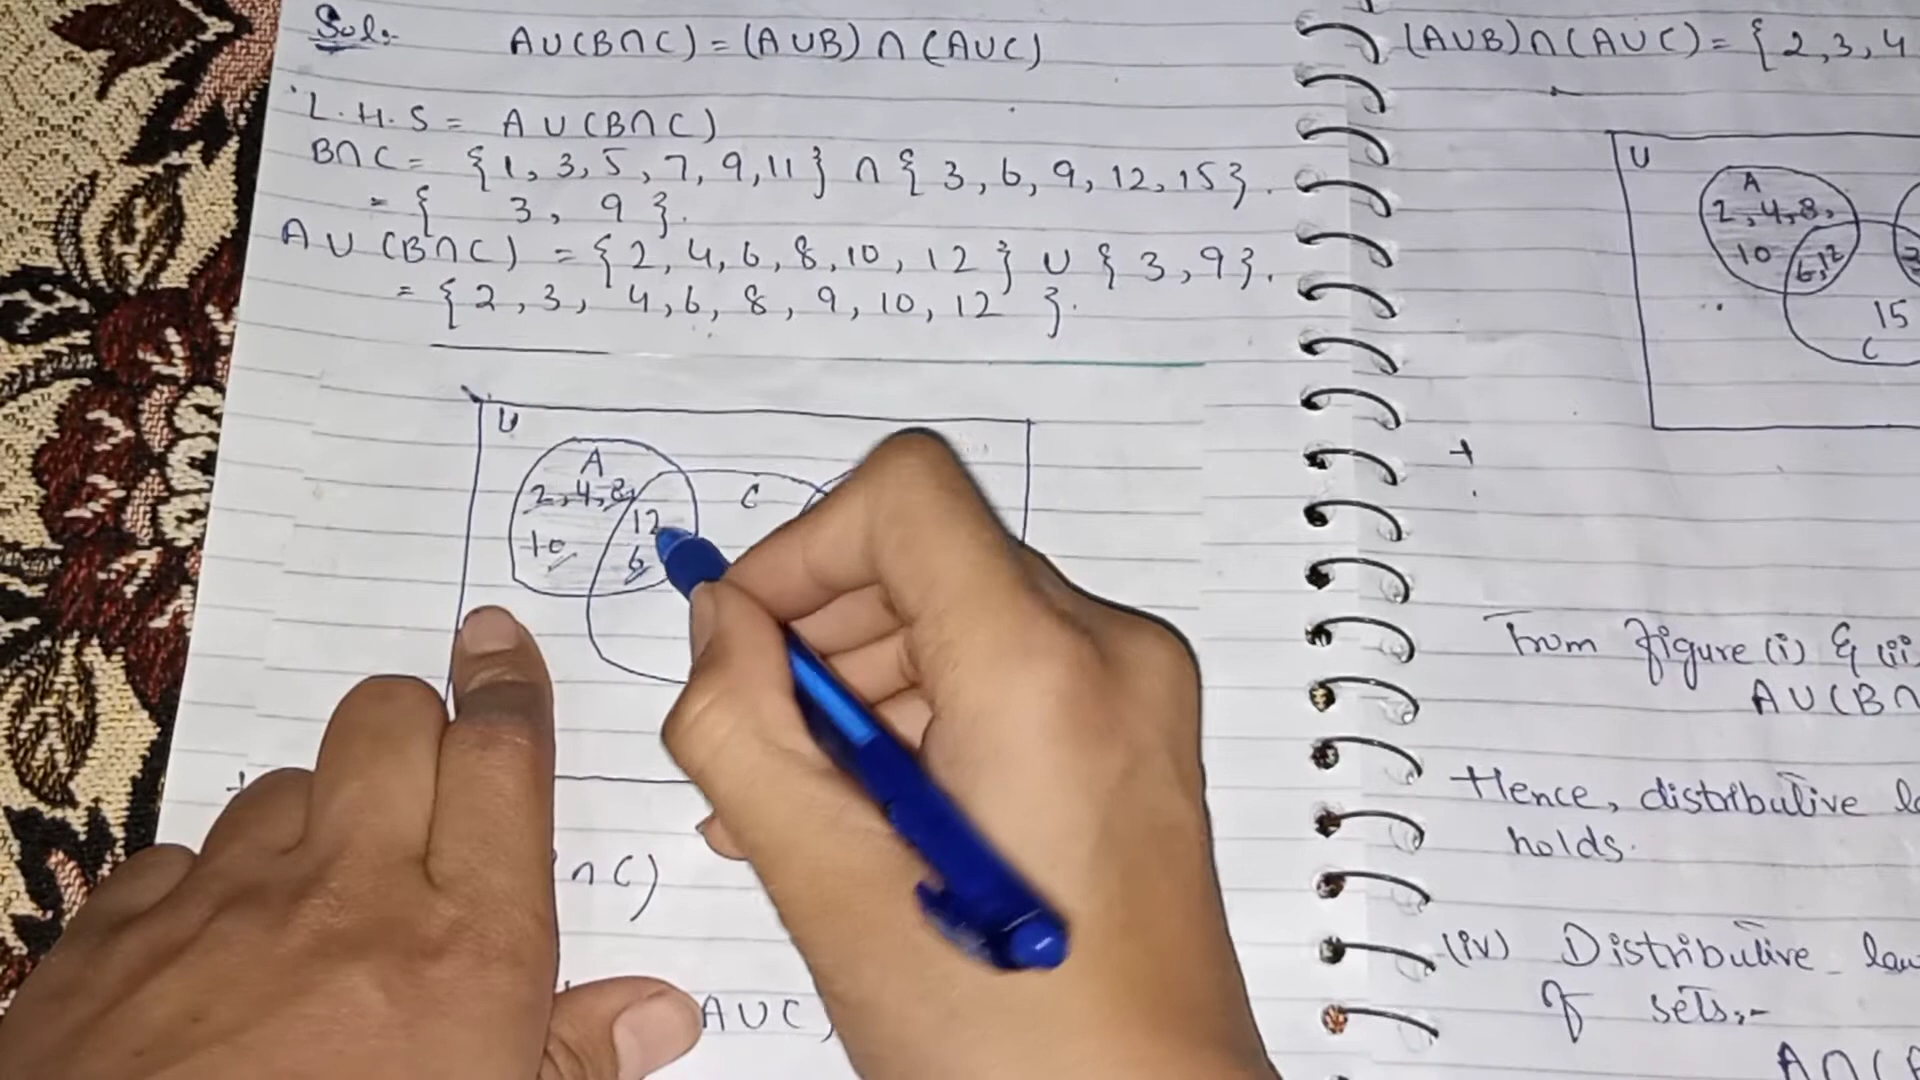 Sol:-
A∪(B∩C) = (A∪B) ∩ (A∪C)
L.H.S = A∪(B∩C)
B∩C = {1, 3, 5, 7, 9, 11} ∩ {3, 6, 9, 12, 15}.
= { 3, 9 }.
A∪(B∩C) = {2, 4, 6, 8, 10, 12} ∪ {3, 9}.
= {2, 3, 4, 6, 8, 9, 10, 12 }.
U
A
C
2, 4, 8,
12
10
6
∩C)
A∪C)
(A∪B)∩(A∪C) = {2, 3, 4
U
A
2, 4, 8,
10
6,12
15
C
From figure (i) & (ii)
A∪(B∩
Hence, distributive
holds.
(iv) Distributive law
of sets:-
A∩(